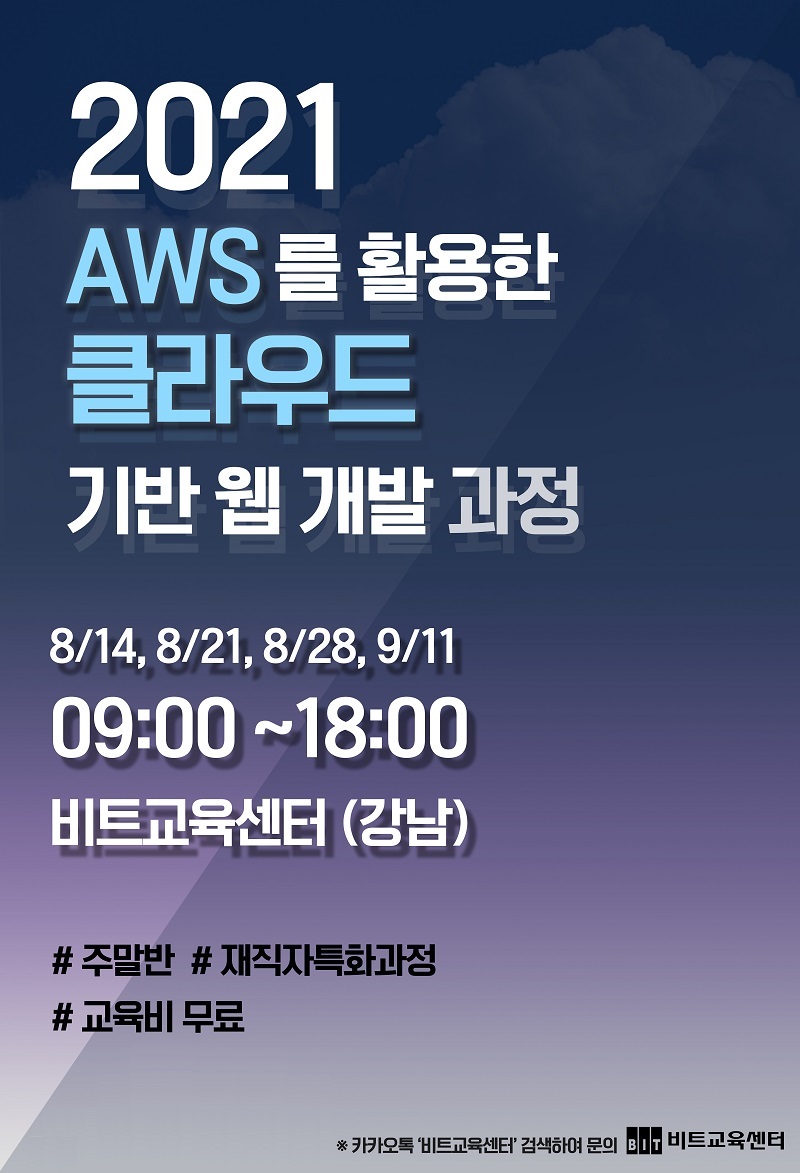 2021
AWS를 활용한
클라우드
기반 웹 개발 과정
8/14, 8/21, 8/28, 9/11
09:00 ~18:00
비트교육센터 (강남)
# 주말반 # 재직자특화과정
# 교육비 무료
※ 카카오톡 '비트교육센터' 검색하여 문의 BIT 비트교육센터